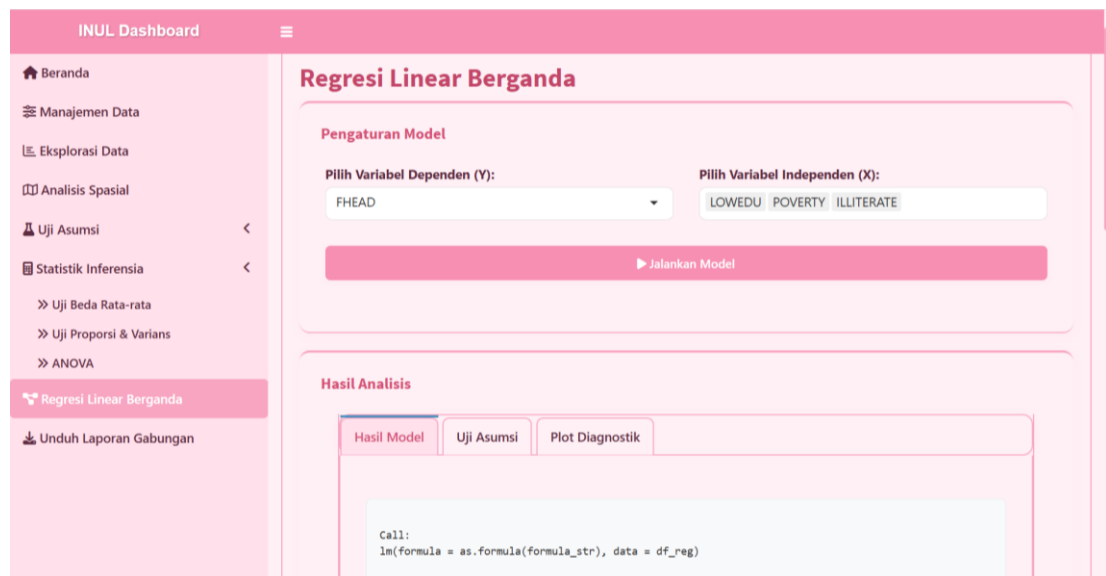 INUL Dashboard
Beranda
Manajemen Data
Eksplorasi Data
Analisis Spasial
Uji Asumsi
Statistik Inferensia
Uji Beda Rata-rata
Uji Proporsi & Varians
ANOVA
Regresi Linear Berganda
Unduh Laporan Gabungan
Regresi Linear Berganda
Pengaturan Model
Pilih Variabel Dependen (Y):
FHEAD
Pilih Variabel Independen (X):
LOWEDU POVERTY ILLITERATE
Jalankan Model
Hasil Analisis
Hasil Model
Uji Asumsi
Plot Diagnostik
Call:
lm(formula = as.formula(formula_str), data = df_reg)